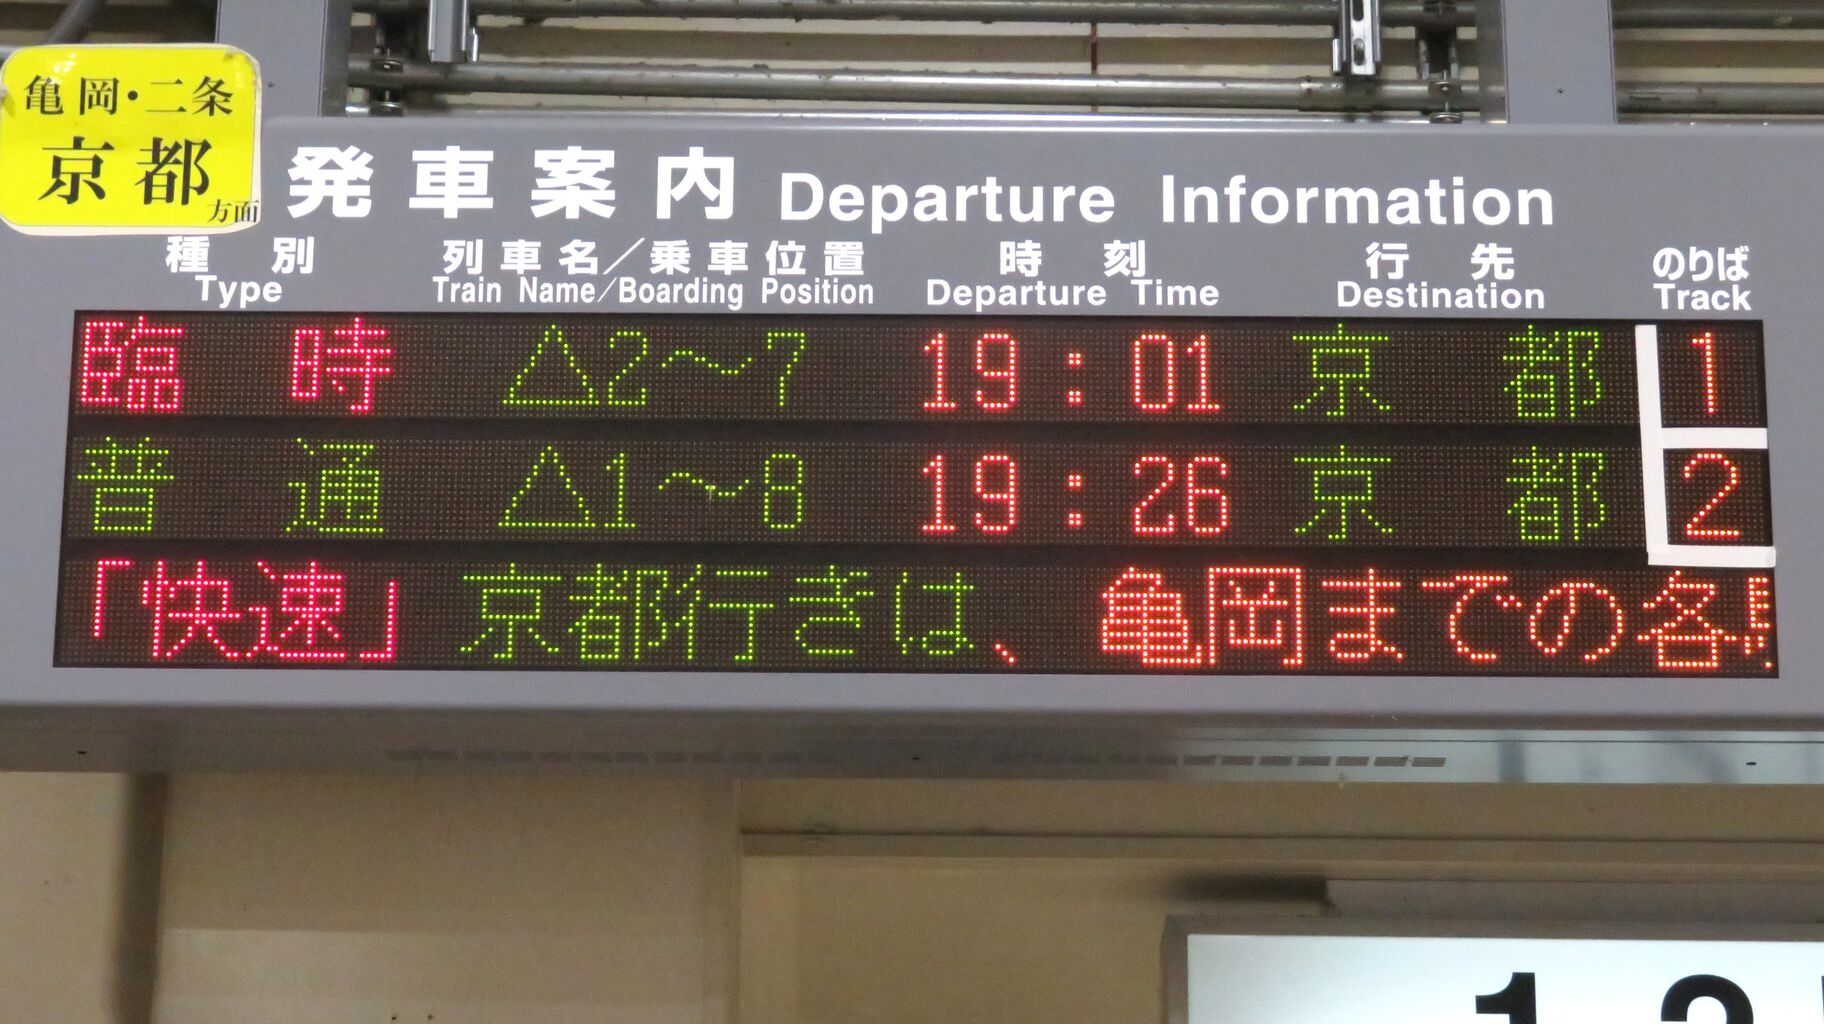 亀岡・二条
京都
方面
発車案内 Departure Information
種別 列車名／乗車位置 時刻 行先 のりば
Type Train Name／Boarding Position Departure Time Destination Track
臨時 △2～7 19:01 京都 1
普通 △1～8 19:26 京都 2
「快速」京都行きは、亀岡までの各
1 2